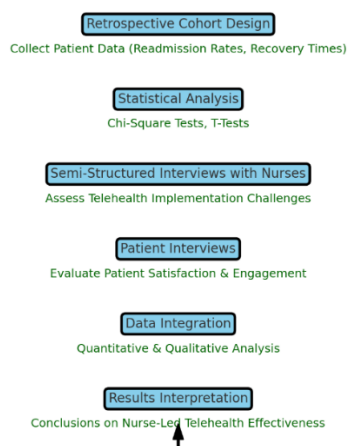 Retrospective Cohort Design
Collect Patient Data (Readmission Rates, Recovery Times)
Statistical Analysis
Chi-Square Tests, T-Tests
Semi-Structured Interviews with Nurses
Assess Telehealth Implementation Challenges
Patient Interviews
Evaluate Patient Satisfaction & Engagement
Data Integration
Quantitative & Qualitative Analysis
Results Interpretation
Conclusions on Nurse-Led Telehealth Effectiveness